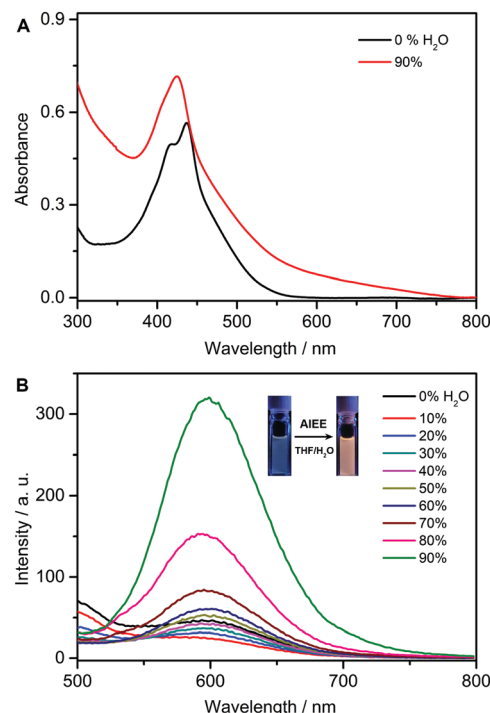 A
0.9
0.6
0.3
0.0
Absorbance
0 % H₂O
90%
300 400 500 600 700 800
Wavelength / nm
B
300
200
100
0
Intensity / a. u.
AIEE
THF/H₂O
0% H₂O
10%
20%
30%
40%
50%
60%
70%
80%
90%
500 600 700 800
Wavelength / nm